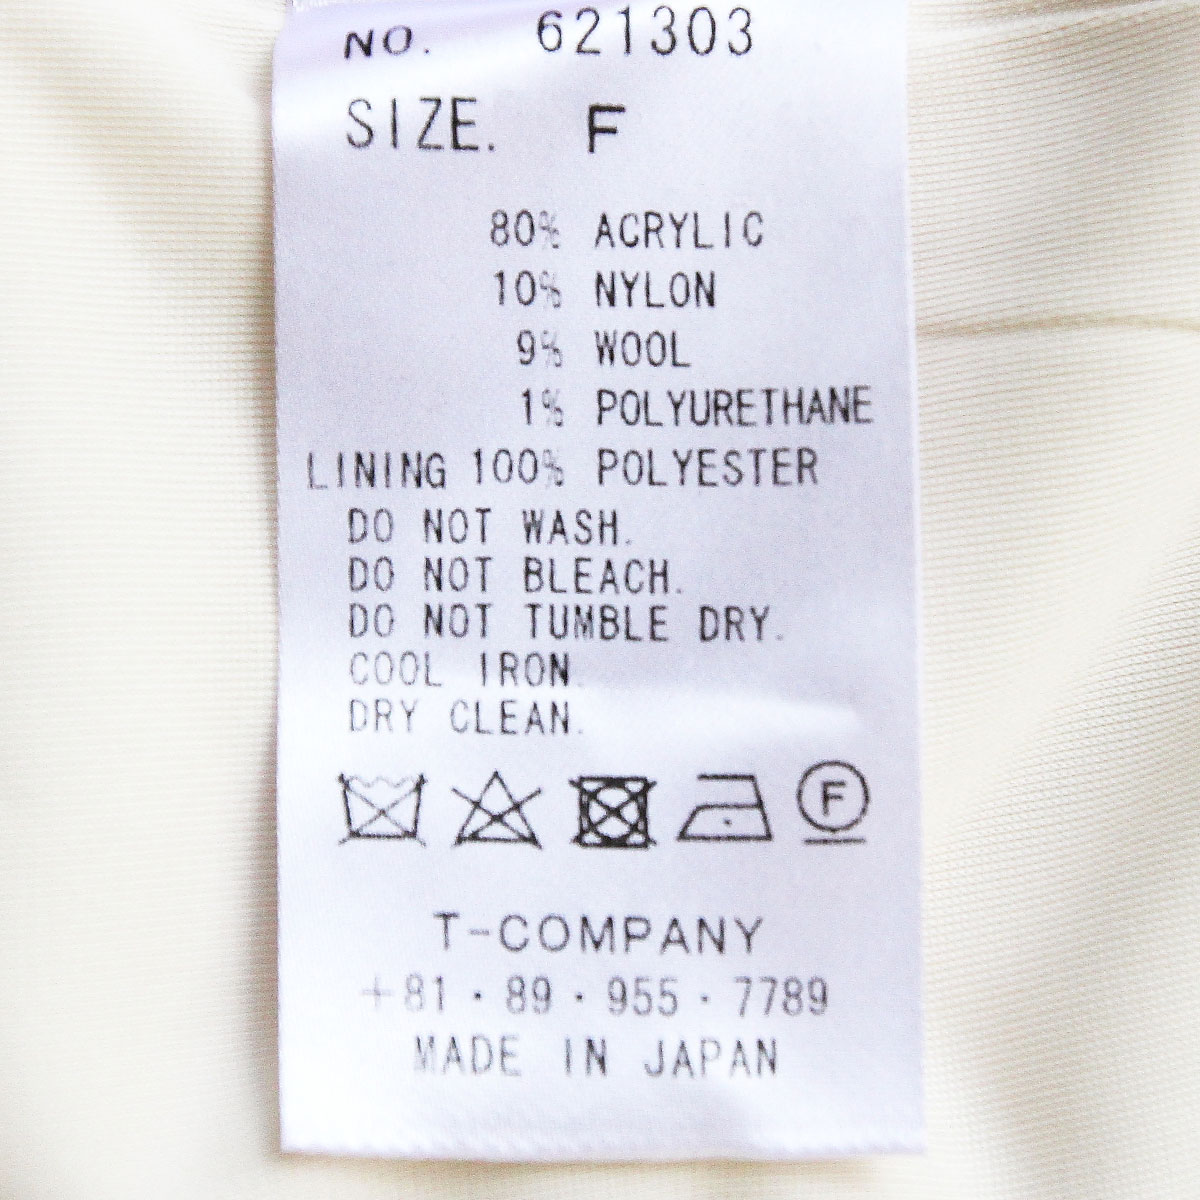 NO. 621303
SIZE. F
80% ACRYLIC
10% NYLON
9% WOOL
1% POLYURETHANE
LINING 100% POLYESTER
DO NOT WASH.
DO NOT BLEACH.
DO NOT TUMBLE DRY.
COOL IRON.
DRY CLEAN.
F
T-COMPANY
+81・89・955・7789
MADE IN JAPAN